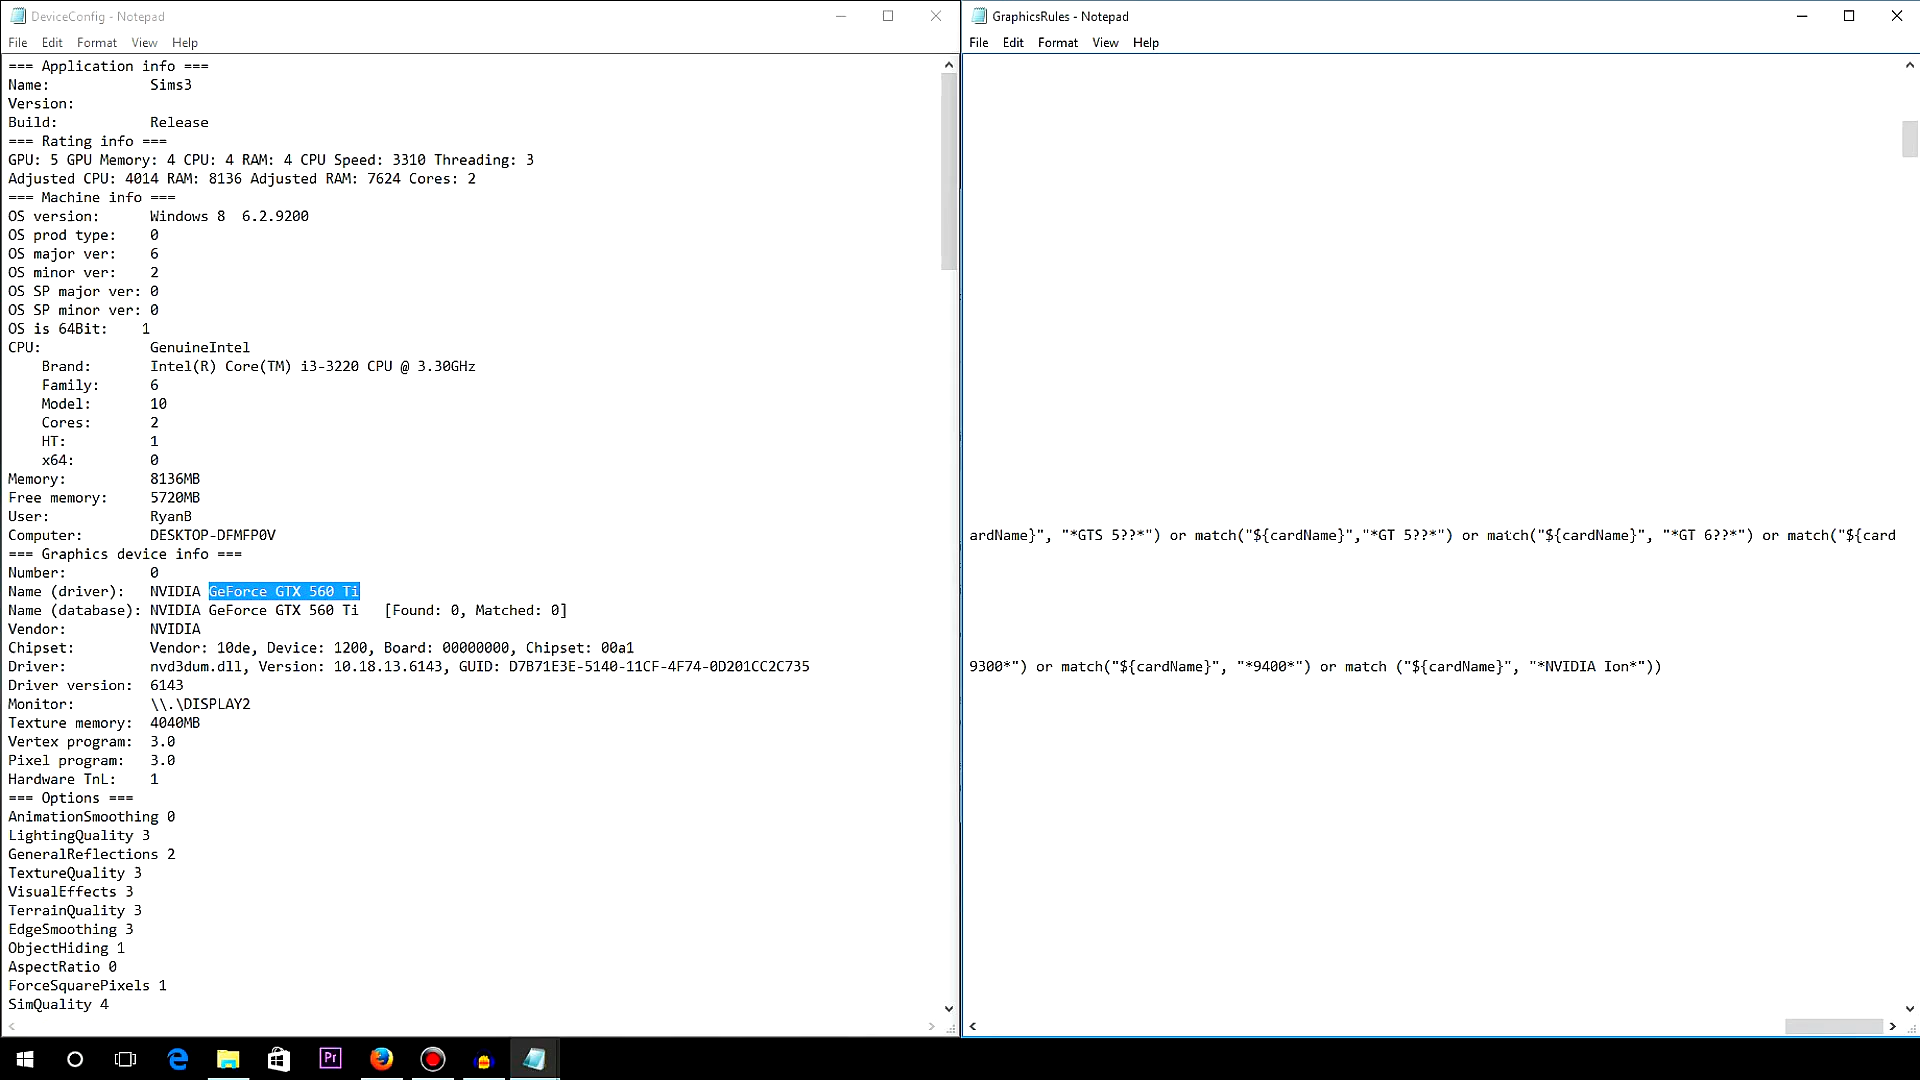 DeviceConfig - Notepad
File Edit Format View Help
=== Application info ===
Name: Sims3
Version:
Build: Release
=== Rating info ===
GPU: 5 GPU Memory: 4 CPU: 4 RAM: 4 CPU Speed: 3310 Threading: 3
Adjusted CPU: 4014 RAM: 8136 Adjusted RAM: 7624 Cores: 2
=== Machine info ===
OS version: Windows 8 6.2.9200
OS prod type: 0
OS major ver: 6
OS minor ver: 2
OS SP major ver: 0
OS SP minor ver: 0
OS is 64Bit: 1
CPU: GenuineIntel
Brand: Intel(R) Core(TM) i3-3220 CPU @ 3.30GHz
Family: 6
Model: 10
Cores: 2
HT: 1
x64: 0
Memory: 8136MB
Free memory: 5720MB
User: RyanB
Computer: DESKTOP-DFMFP0V
=== Graphics device info ===
Number: 0
Name (driver): NVIDIA GeForce GTX 560 Ti
Name (database): NVIDIA GeForce GTX 560 Ti [Found: 0, Matched: 0]
Vendor: NVIDIA
Chipset: Vendor: 10de, Device: 1200, Board: 00000000, Chipset: 00a1
Driver: nvd3dum.dll, Version: 10.18.13.6143, GUID: D7B71E3E-5140-11CF-4F74-0D201CC2C735
Driver version: 6143
Monitor: \\.\DISPLAY2
Texture memory: 4040MB
Vertex program: 3.0
Pixel program: 3.0
Hardware TnL: 1
=== Options ===
AnimationSmoothing 0
LightingQuality 3
GeneralReflections 2
TextureQuality 3
VisualEffects 3
TerrainQuality 3
EdgeSmoothing 3
ObjectHiding 1
AspectRatio 0
ForceSquarePixels 1
SimQuality 4
GraphicsRules - Notepad
File Edit Format View Help
ardName}", "*GTS 5??*") or match("${cardName}","*GT 5??*") or match("${cardName}", "*GT 6??*") or match("${card
9300*") or match("${cardName}", "*9400*") or match ("${cardName}", "*NVIDIA Ion*"))
Pr